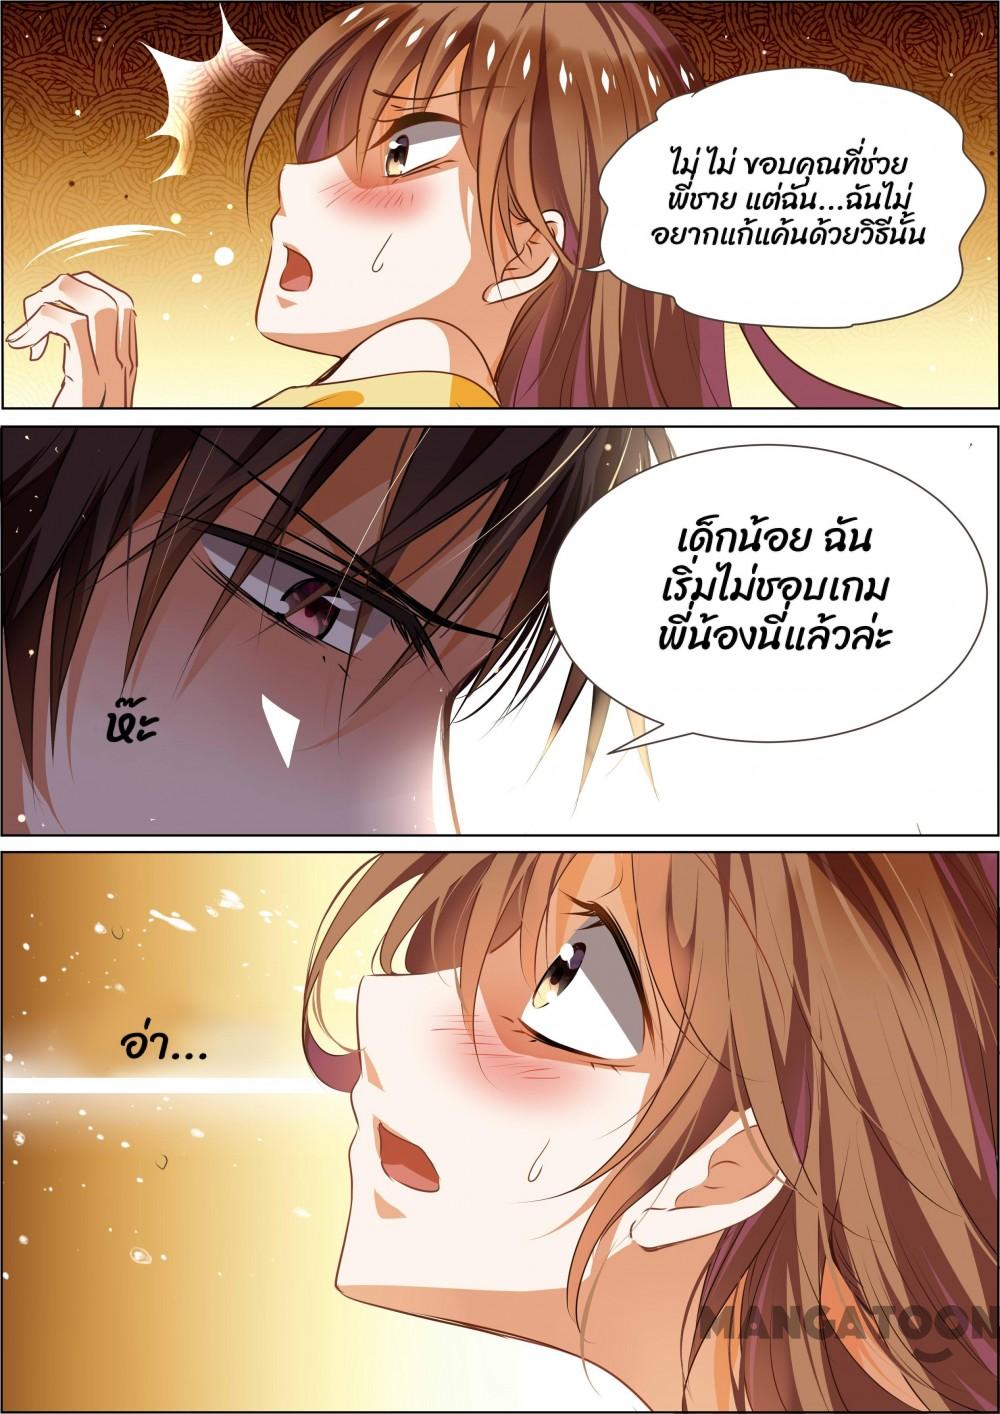 ไม่ ไม่ ขอบคุณที่ช่วย
พี่ชาย แต่ฉัน...ฉันไม่
อยากแก้แค้นด้วยวิธีนั้น
เด็กน้อย ฉัน
เริ่มไม่ชอบเกม
พี่น้องนี่แล้วล่ะ
ห๊ะ
อ่า...
MANGATOON